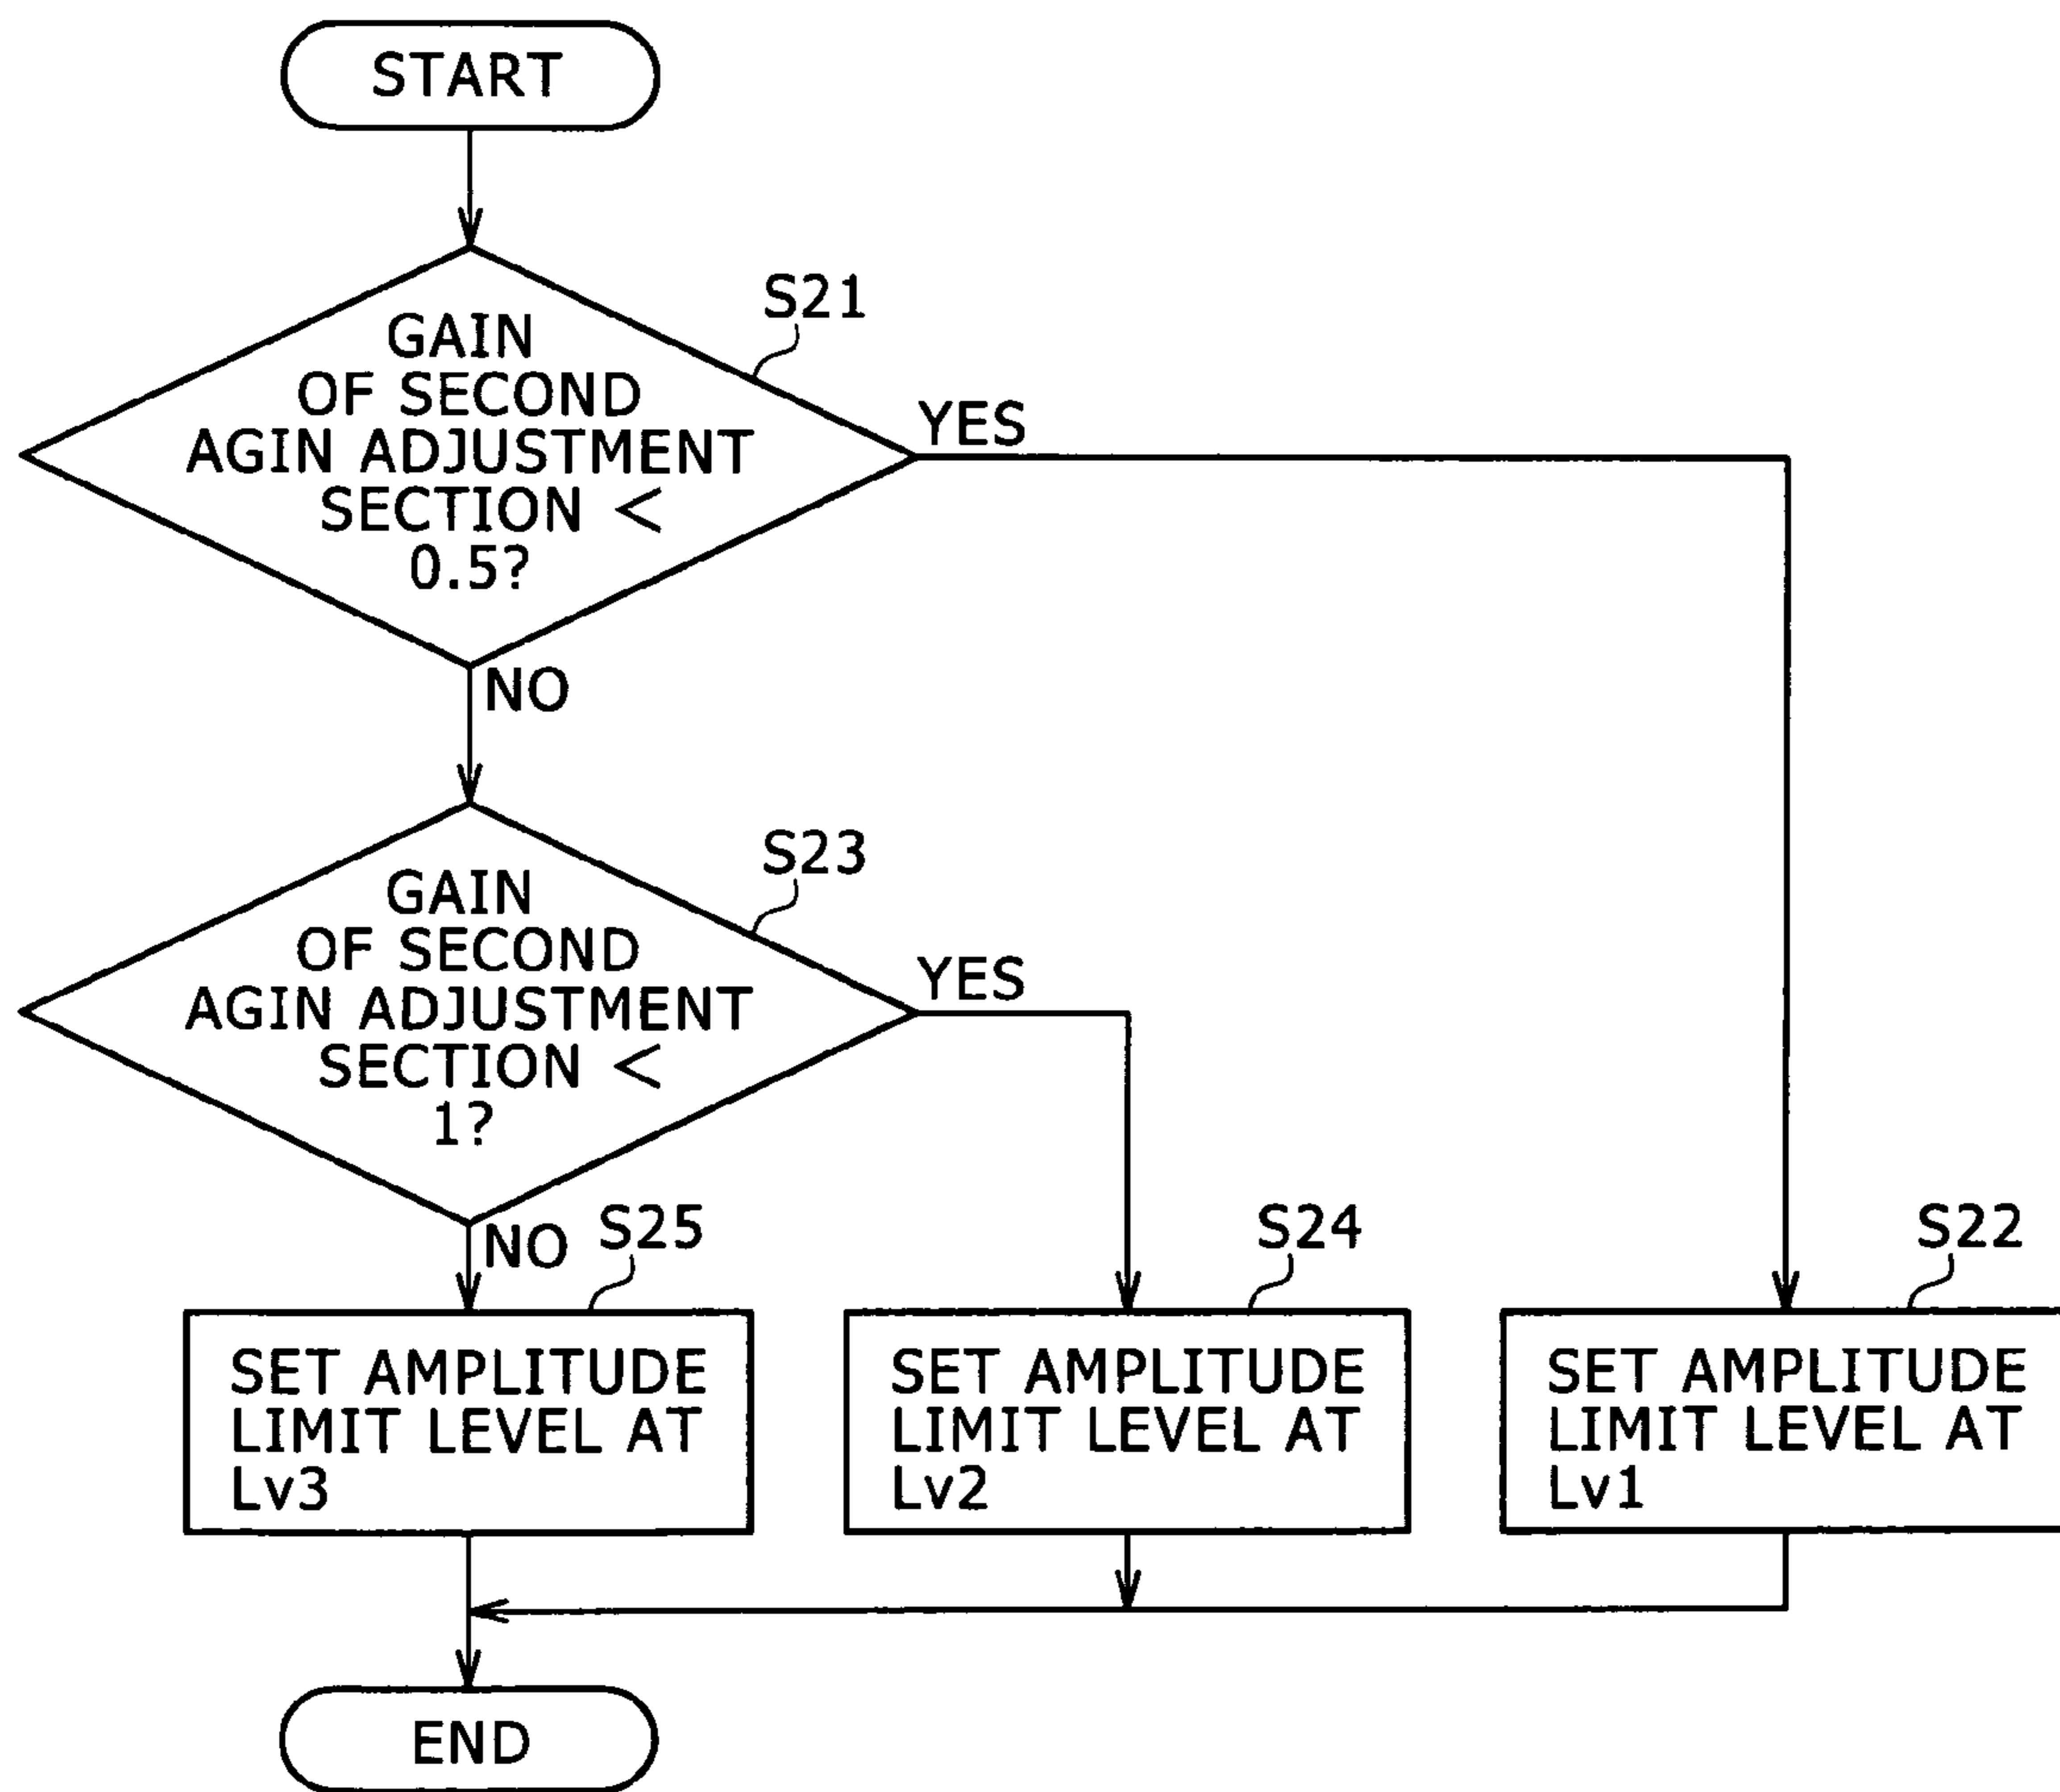 START
S21
GAIN
OF SECOND
AGIN ADJUSTMENT
SECTION <
0.5?
YES
NO
S23
GAIN
OF SECOND
AGIN ADJUSTMENT
SECTION <
1?
YES
NO
S25
SET AMPLITUDE
LIMIT LEVEL AT
Lv3
S24
SET AMPLITUDE
LIMIT LEVEL AT
Lv2
S22
SET AMPLITUDE
LIMIT LEVEL AT
Lv1
END